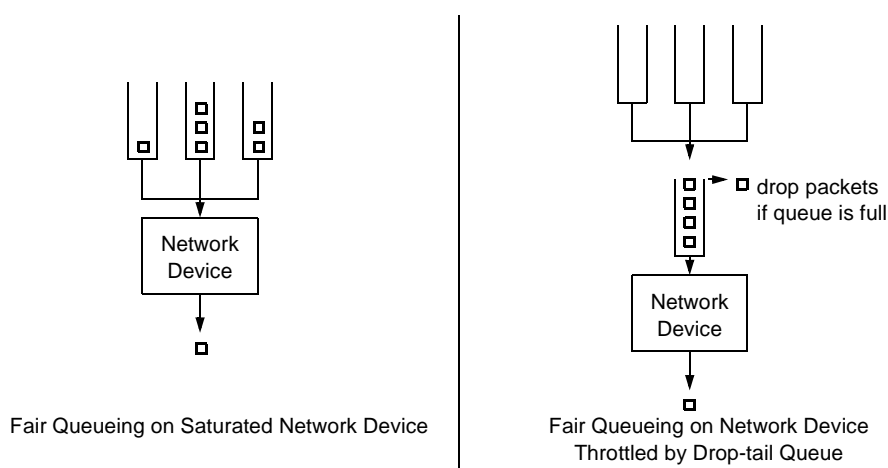 Network
Device
Fair Queueing on Saturated Network Device
drop packets
if queue is full
Network
Device
Fair Queueing on Network Device
Throttled by Drop-tail Queue